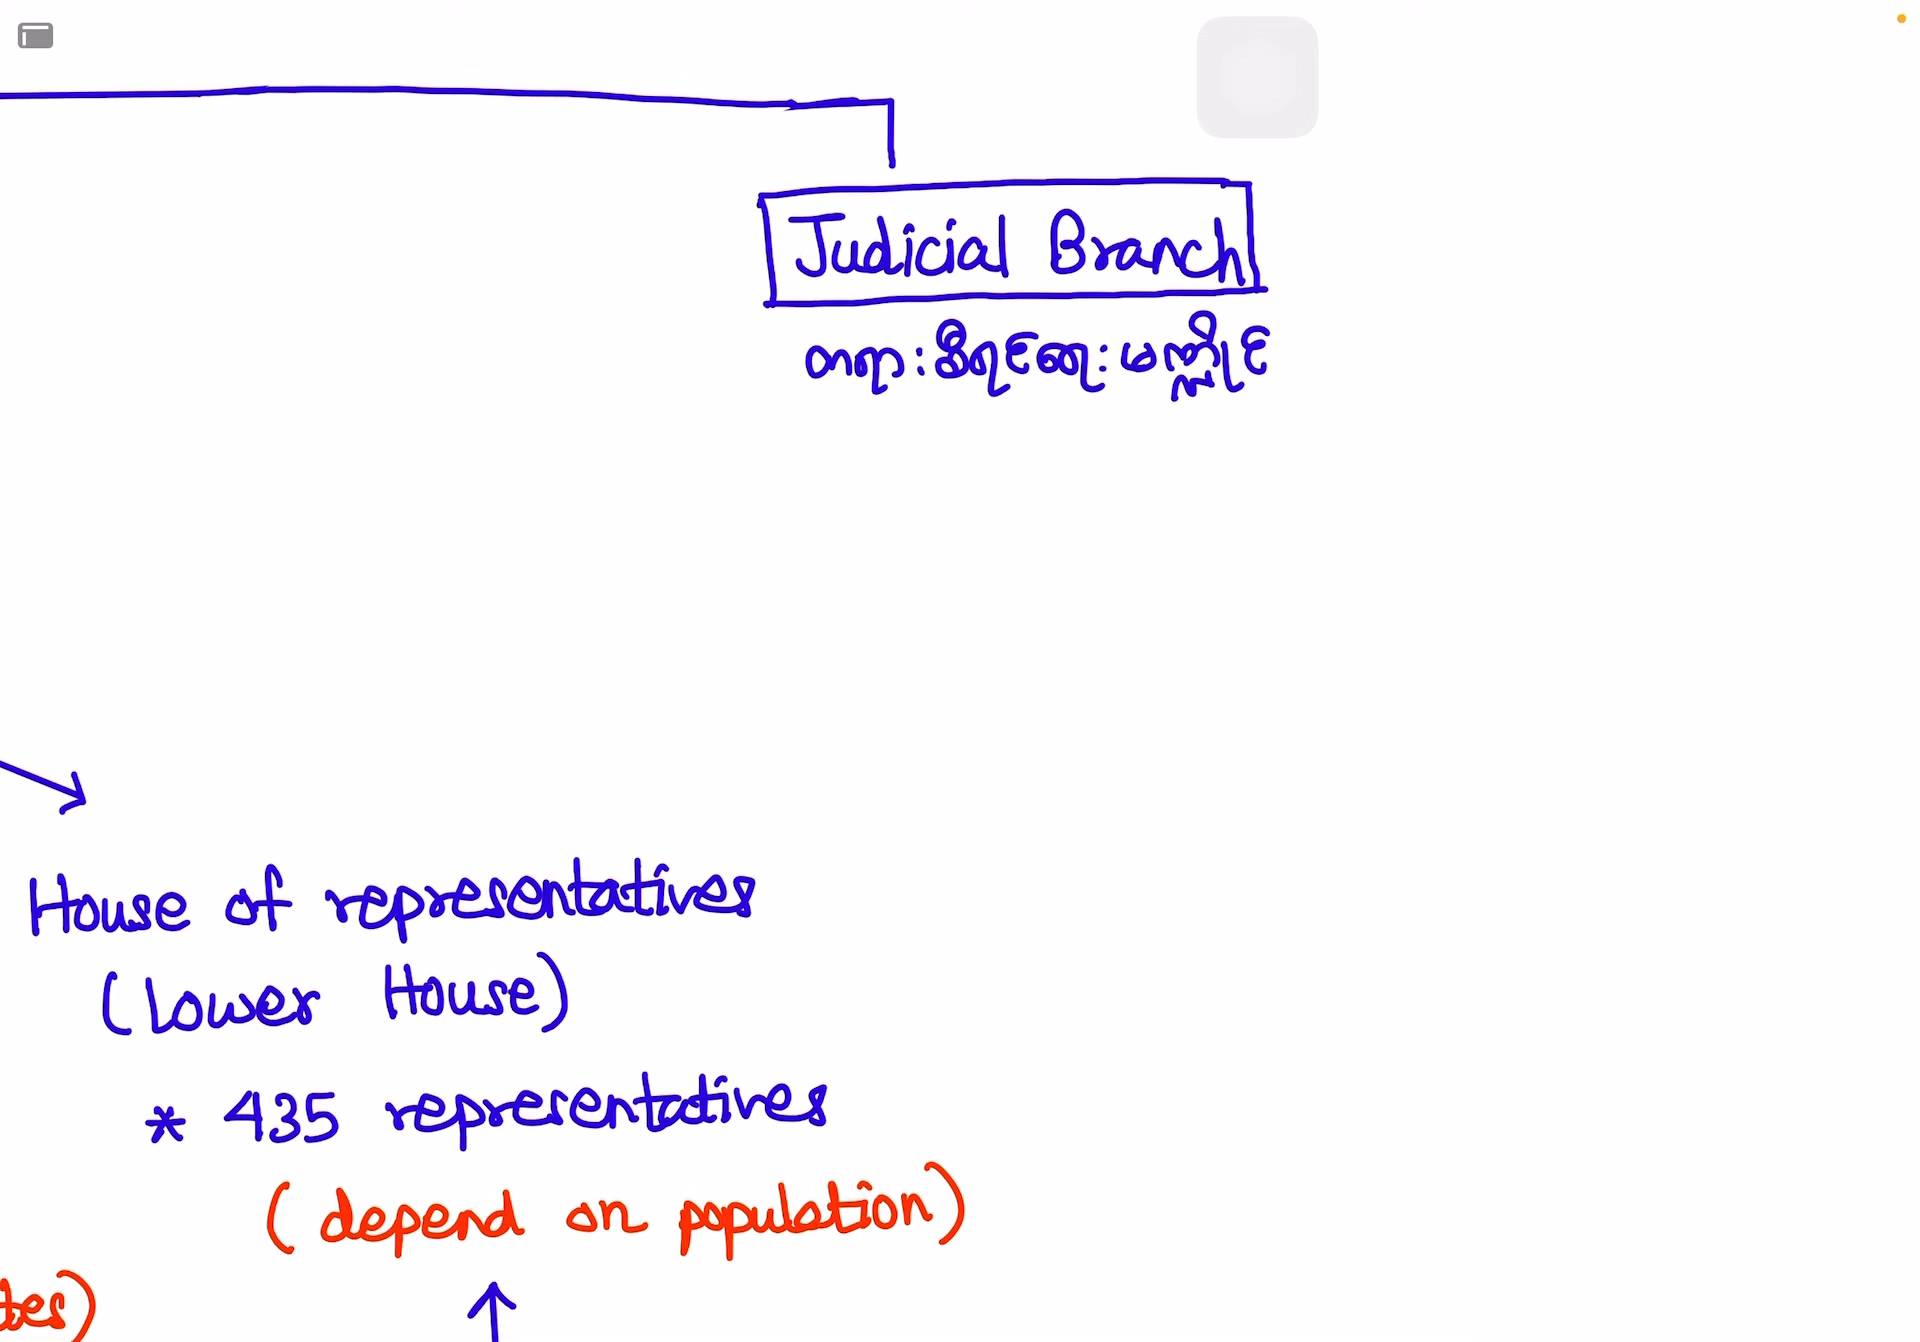 Judicial Branch
တရားစီရင်ရေးမဏ္ဍိုင်
House of representatives
(Lower House)
* 435 representatives
(depend on population)
tes)